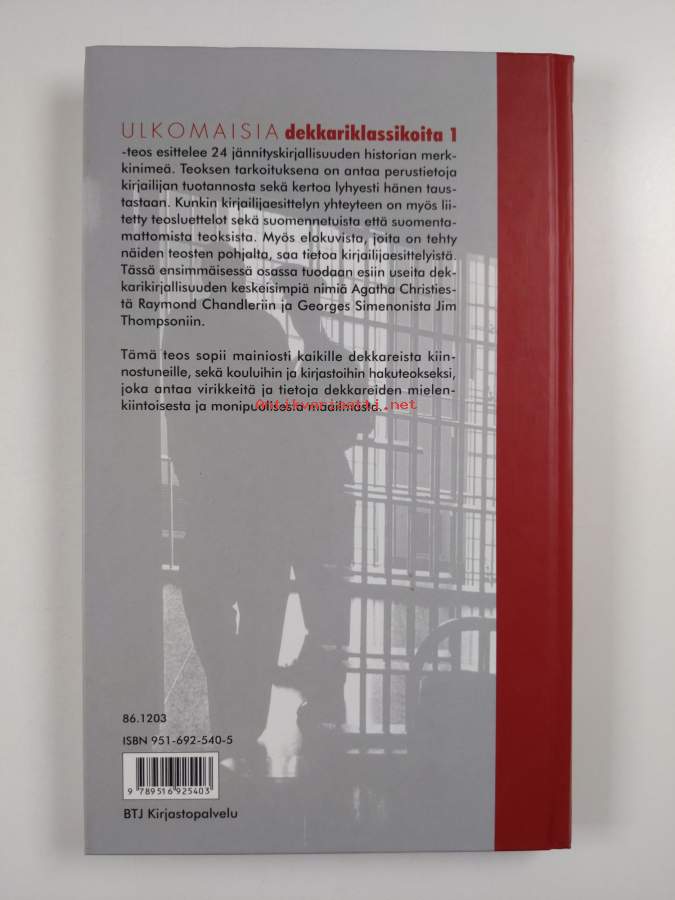 ULKOMAISIA dekkariklassikoita 1
-teos esittelee 24 jännityskirjallisuuden historian merk-
kinimeä. Teoksen tarkoituksena on antaa perustietoja
kirjailijan tuotannosta sekä kertoa lyhyesti hänen taus-
tastaan. Kunkin kirjailijaesittelyn yhteyteen on myös lii-
tetty teosluettelot sekä suomennetuista että suomenta-
mattomista teoksista. Myös elokuvista, joita on tehty
näiden teosten pohjalta, saa tietoa kirjailijaesittelyistä.
Tässä ensimmäisessä osassa tuodaan esiin useita dek-
karikirjallisuuden keskeisimpiä nimiä Agatha Christies-
tä Raymond Chandleriin ja Georges Simenonista Jim
Thompsoniin.
Tämä teos sopii mainiosti kaikille dekkareista kiin-
nostuneille, sekä kouluihin ja kirjastoihin hakuteokseksi,
joka antaa virikkeitä ja tietoja dekkareiden mielen-
kiintoisesta ja monipuolisesta maailmasta.
Antikvariaatti.net
86.1203
ISBN 951-692-540-5
9 789516 925403
BTJ Kirjastopalvelu